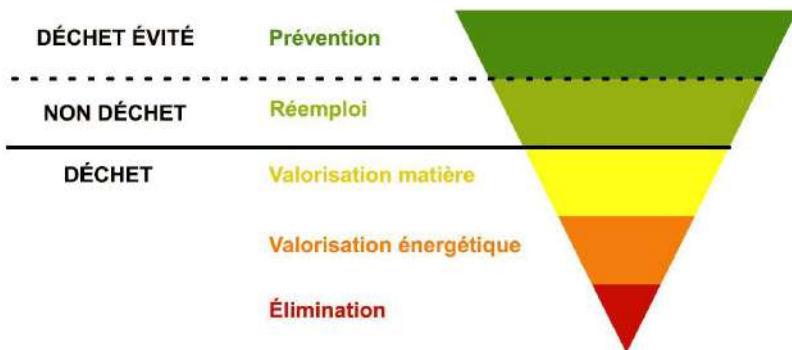 DÉCHET ÉVITÉ Prévention
NON DÉCHET Réemploi
DÉCHET Valorisation matière
Valorisation énergétique
Élimination